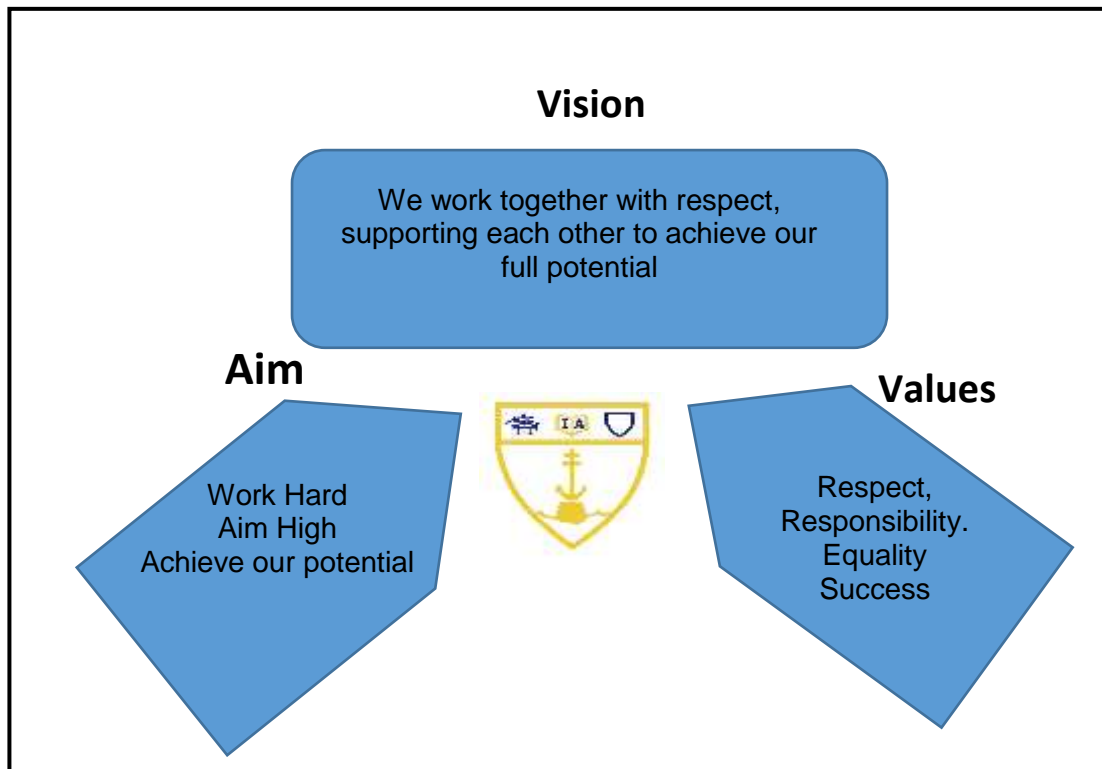 Vision
We work together with respect,
supporting each other to achieve our
full potential
Aim
Work Hard
Aim High
Achieve our potential
I A
Values
Respect,
Responsibility.
Equality
Success